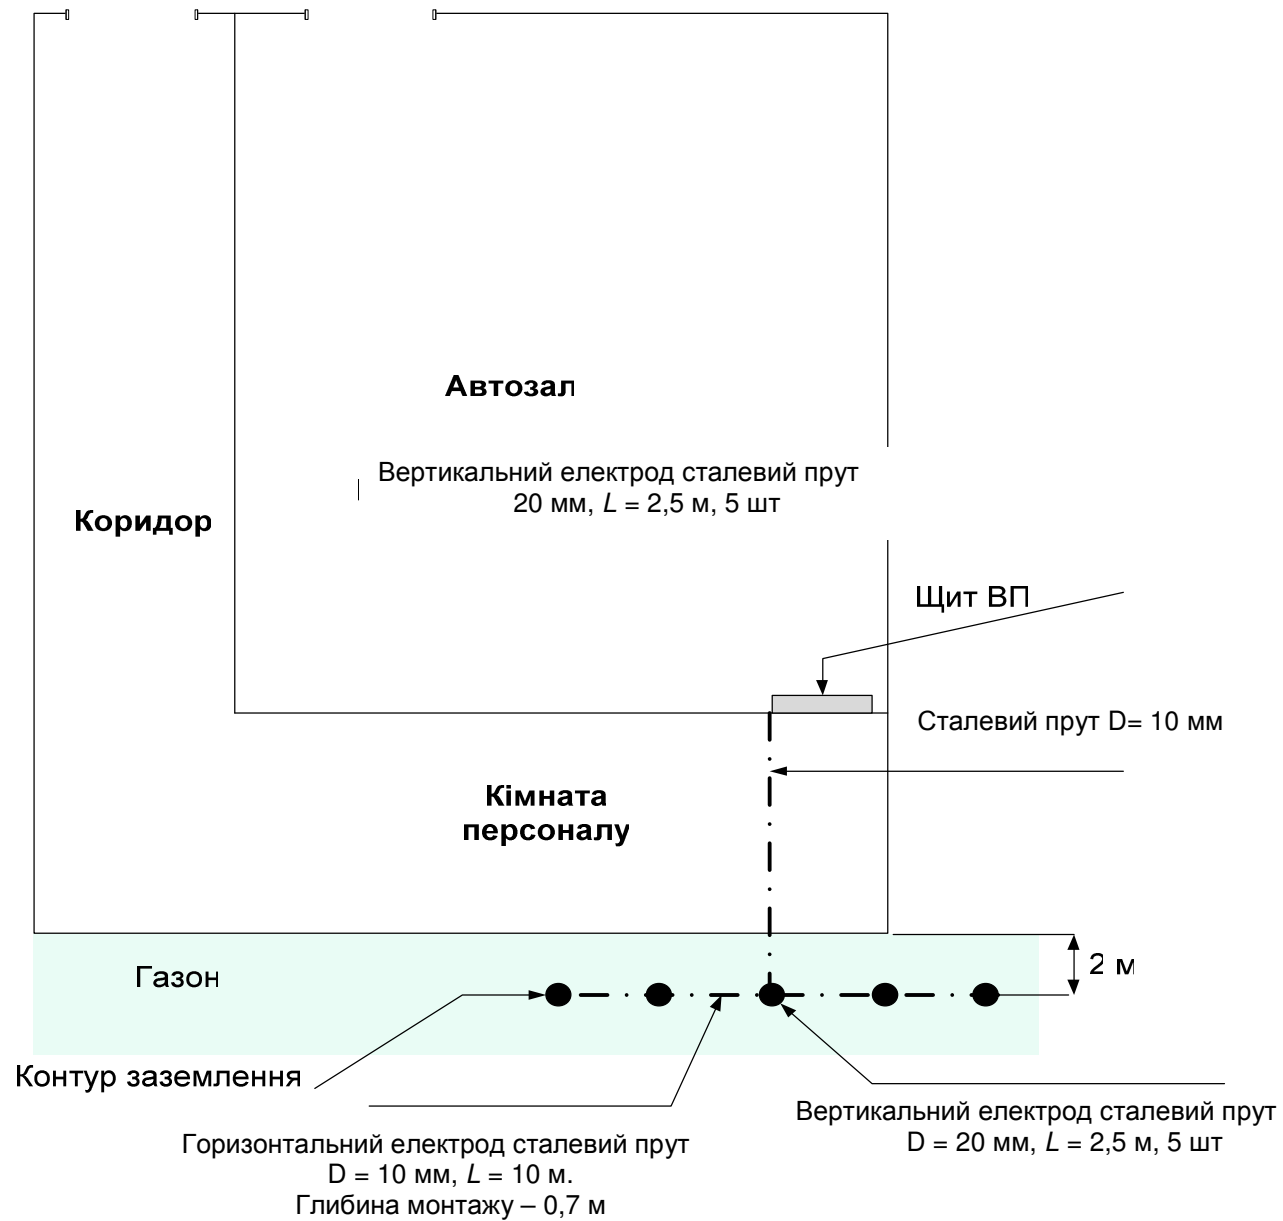 Автозал
Вертикальний електрод сталевий прут
20 мм, L = 2,5 м, 5 шт
Коридор
Щит ВП
Сталевий прут D= 10 мм
Кімната
персоналу
Газон
2 м
Контур заземлення
Вертикальний електрод сталевий прут
D = 20 мм, L = 2,5 м, 5 шт
Горизонтальний електрод сталевий прут
D = 10 мм, L = 10 м.
Глибина монтажу – 0,7 м